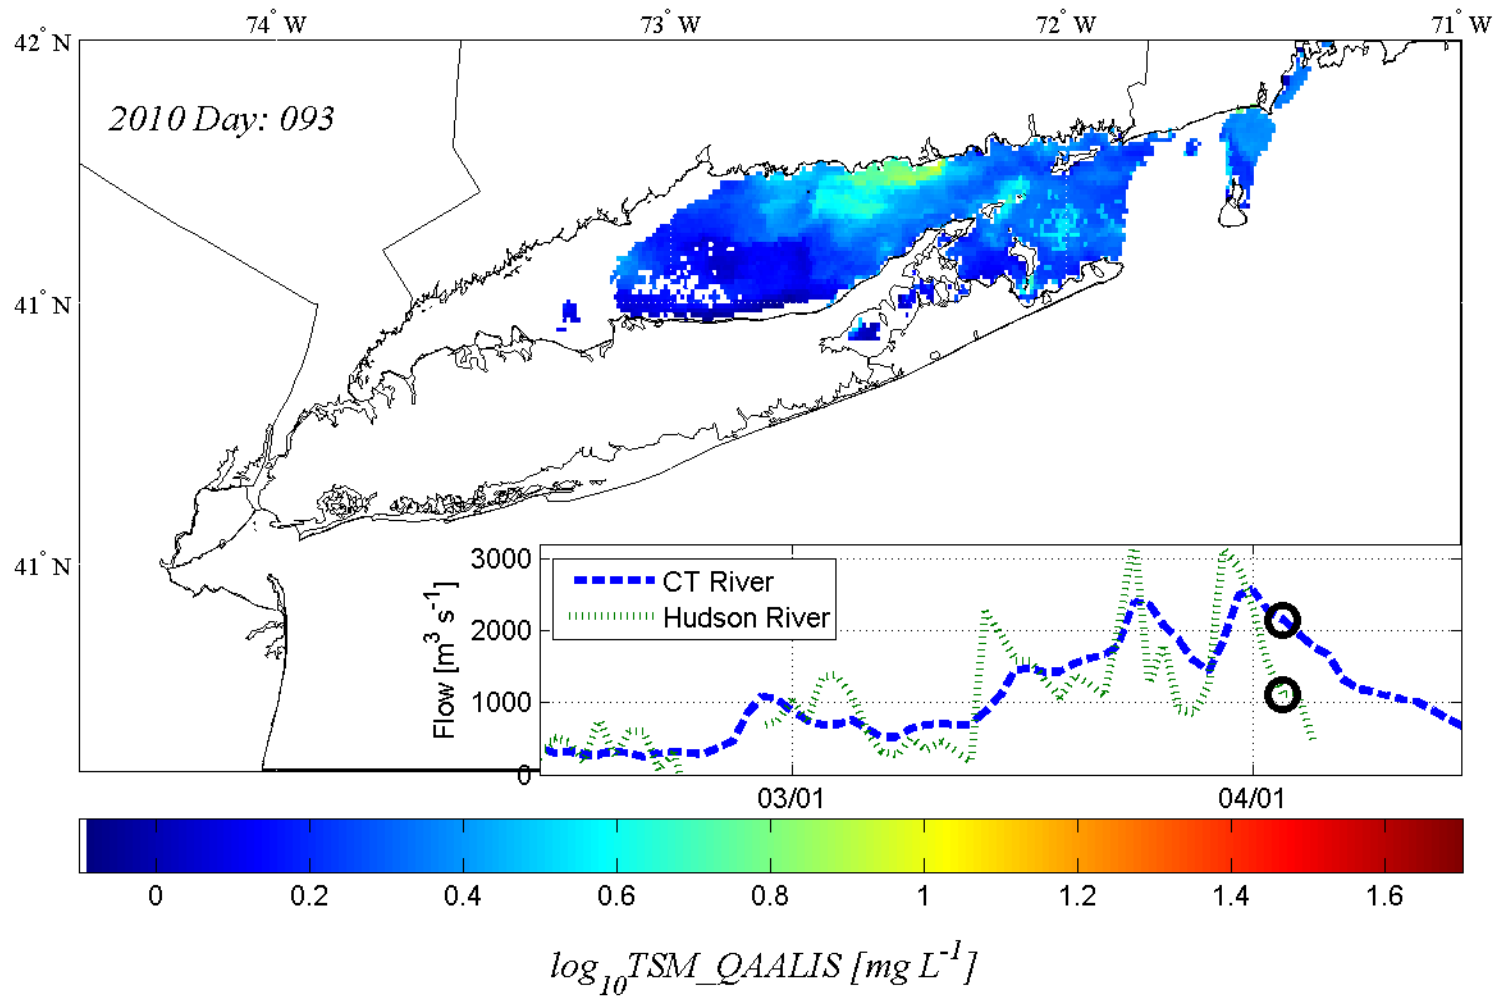 74° W 73° W 72° W 71° W
42° N
2010 Day: 093
41° N
41° N
3000
2000
1000
0
Flow [m³ s⁻¹]
CT River
Hudson River
03/01 04/01
0 0.2 0.4 0.6 0.8 1 1.2 1.4 1.6
log₁₀TSM_QAALIS [mg L⁻¹]